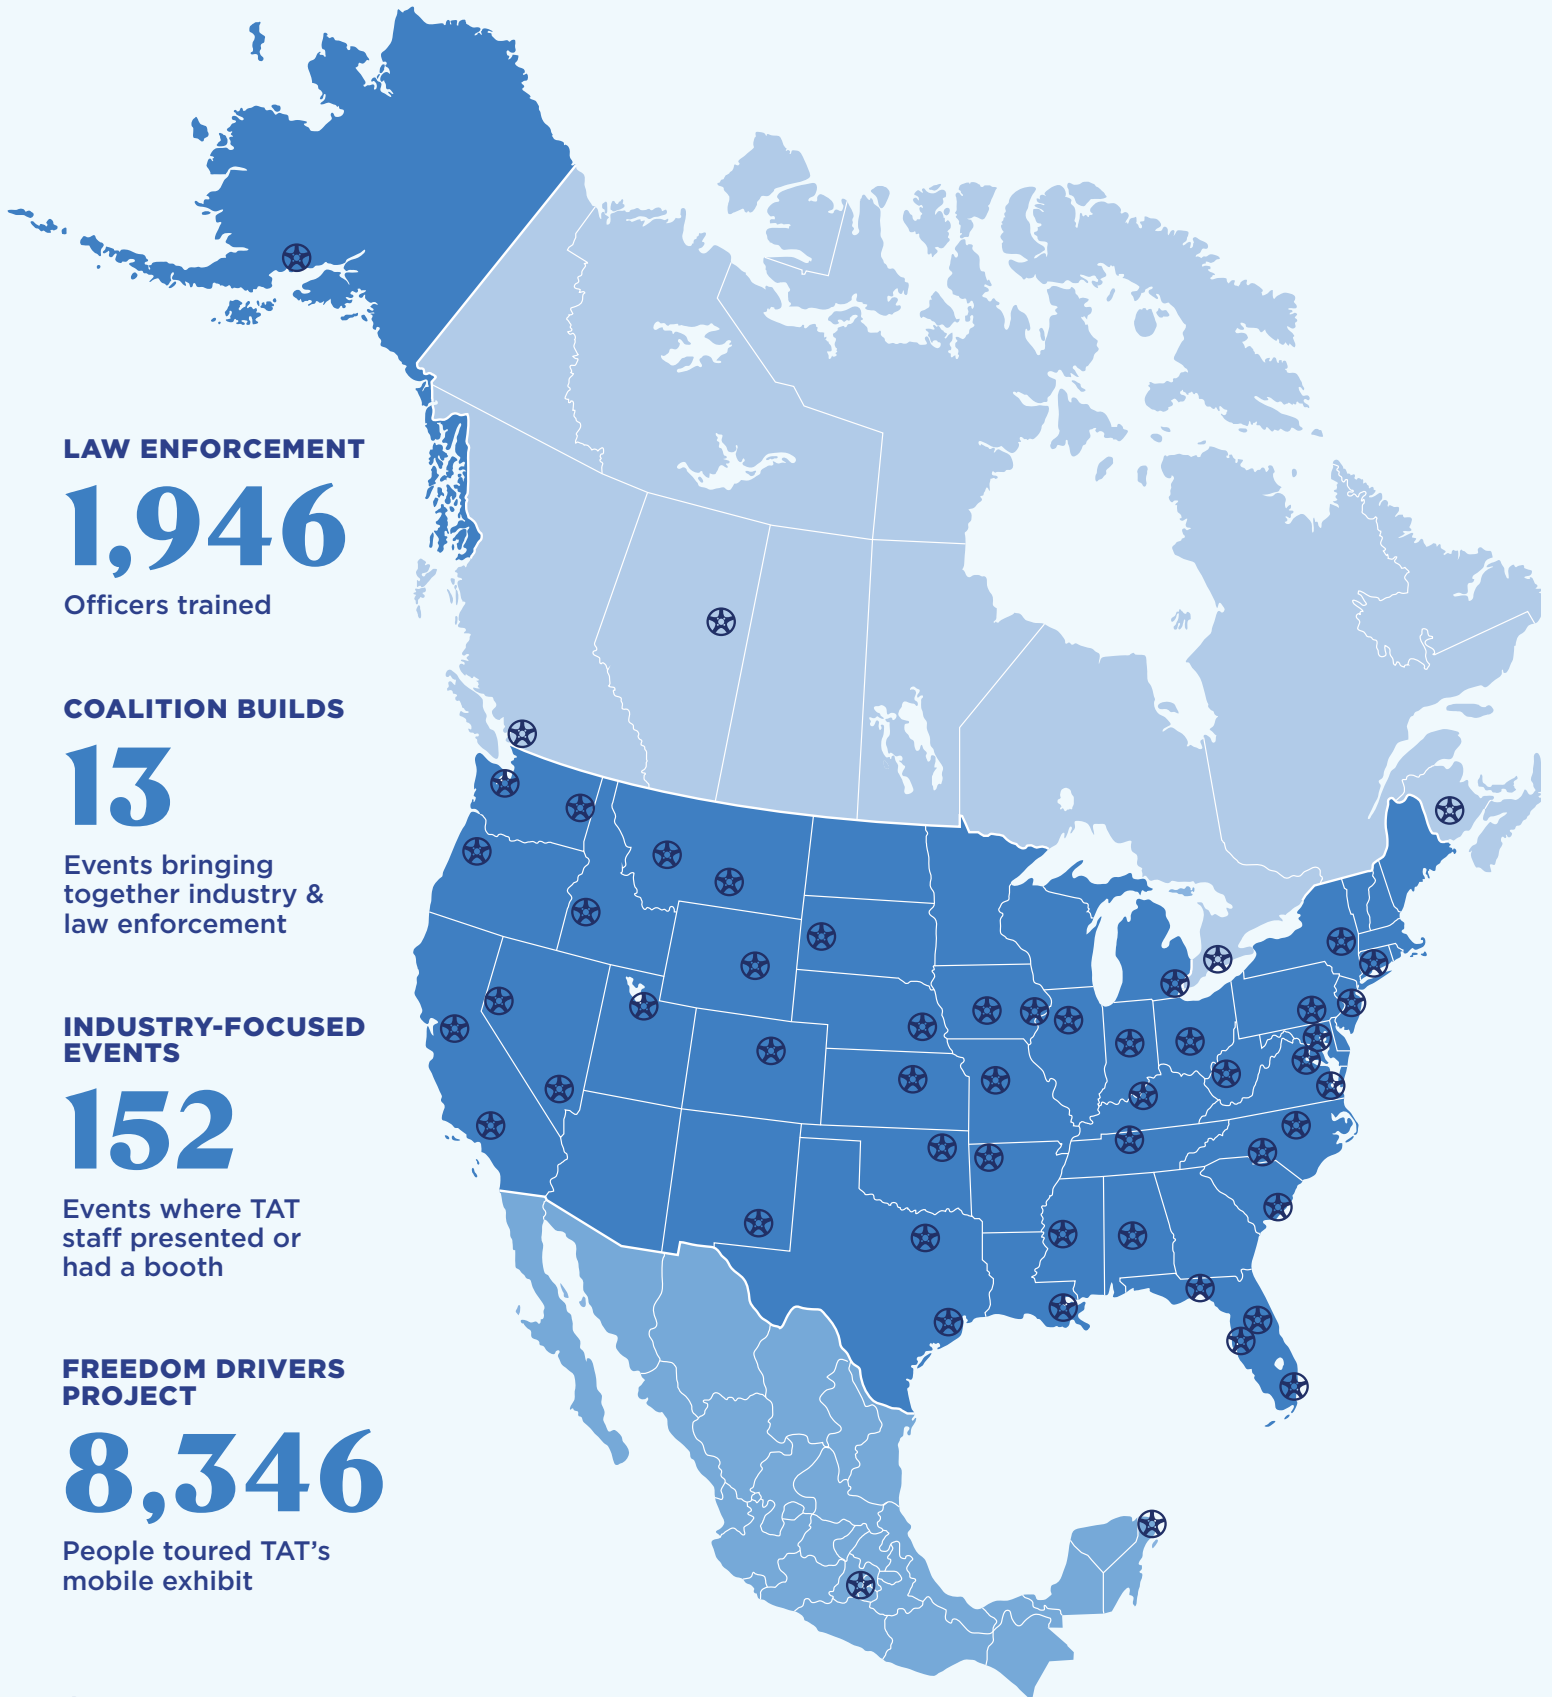 LAW ENFORCEMENT
1,946
Officers trained
COALITION BUILDS
13
Events bringing
together industry &
law enforcement
INDUSTRY-FOCUSED
EVENTS
152
Events where TAT
staff presented or
had a booth
FREEDOM DRIVERS
PROJECT
8,346
People toured TAT’s
mobile exhibit